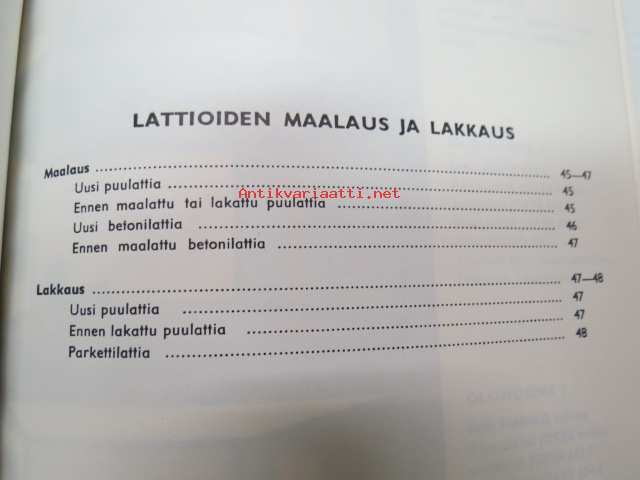 LATTIOIDEN MAALAUS JA LAKKAUS
Maalaus 45—47
Uusi puulattia 45
Antikvariaatti.net
Ennen maalattu tai lakattu puulattia 45
Uusi betonilattia 46
Ennen maalattu betonilattia 47
Lakkaus 47—48
Uusi puulattia 47
Ennen lakattu puulattia 47
Parkettilattia 48